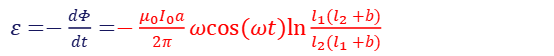 ε = − dΦ/dt = − μ₀I₀a/2π ωcos(ωt)ln l₁(l₂+b)/l₂(l₁+b)